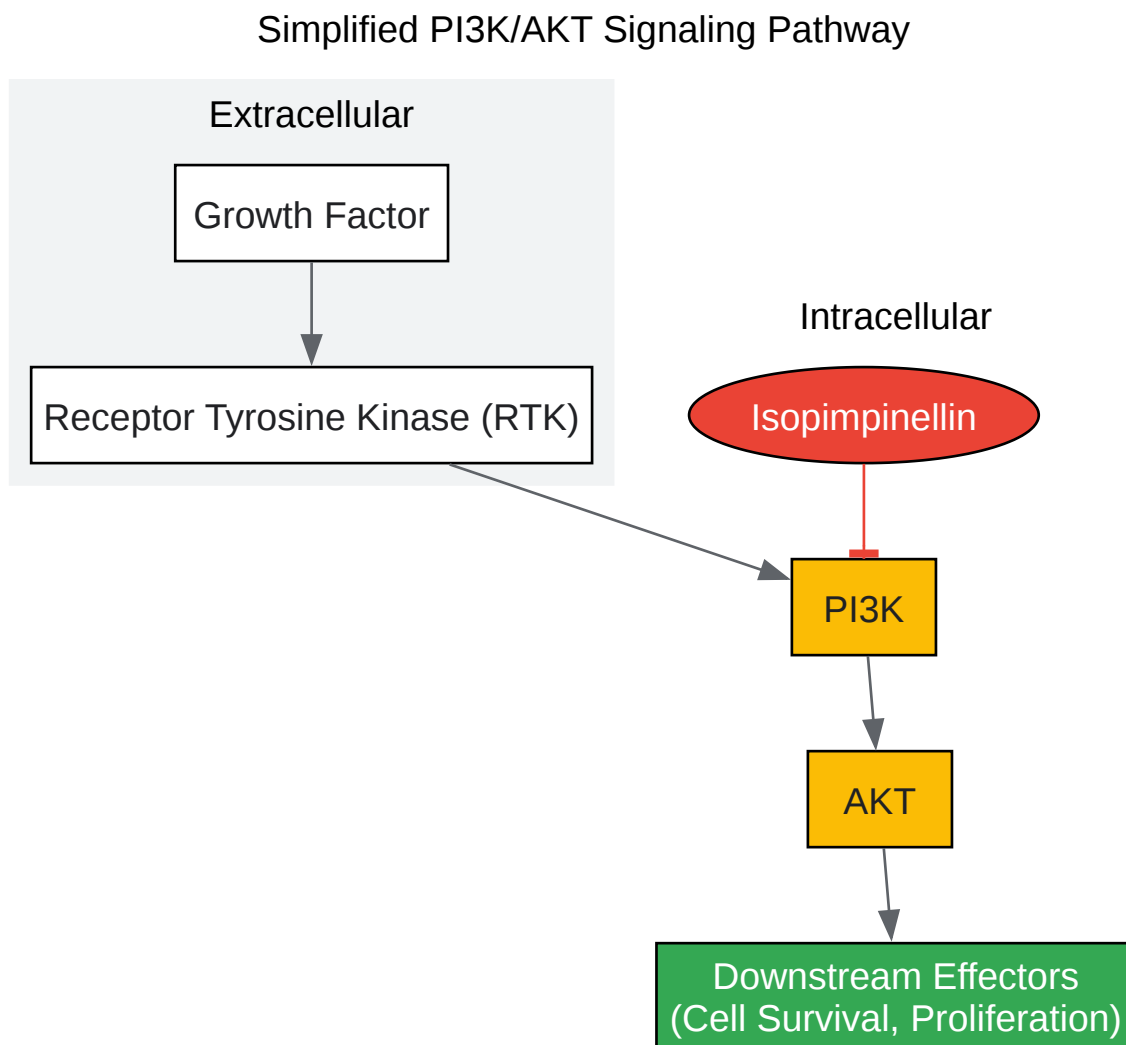 Simplified PI3K/AKT Signaling Pathway
Extracellular
Growth Factor
Receptor Tyrosine Kinase (RTK)
Intracellular
Isopimpinellin
PI3K
AKT
Downstream Effectors
(Cell Survival, Proliferation)